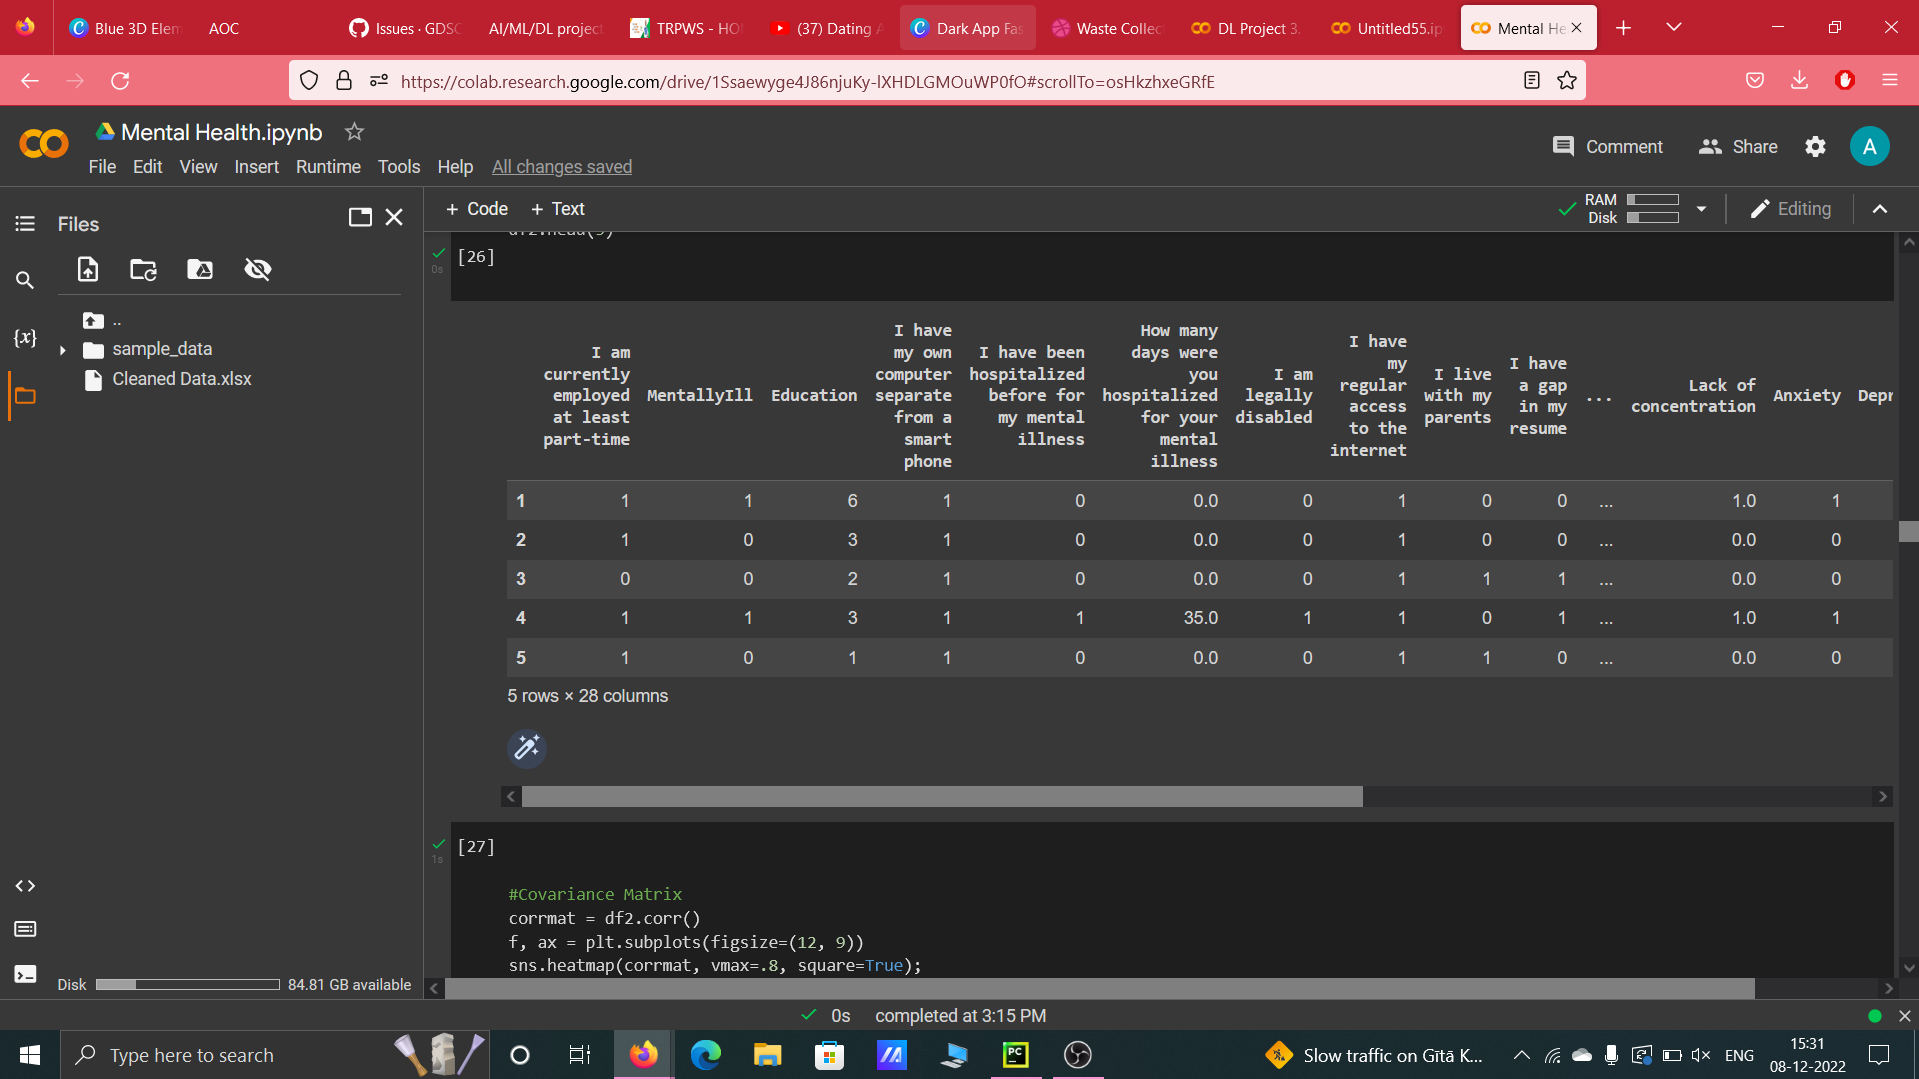 Blue 3D Elem
AOC
Issues · GDSC
AI/ML/DL project
TRPWS - HO
(37) Dating A
Dark App Fas
Waste Collec
DL Project 3.
Untitled55.ip
Mental He
https://colab.research.google.com/drive/1Ssaewyge4J86njuKy-lXHDLGMOuWP0fO#scrollTo=osHkzhxeGRfE
Mental Health.ipynb
Comment Share A
File Edit View Insert Runtime Tools Help All changes saved
Files
+ Code + Text
RAM
Disk
Editing
df2.head(5)
[26]
0s
..
sample_data
Cleaned Data.xlsx
{x}
I am currently employed at least part-time
MentallyIll
Education
I have my own computer separate from a smart phone
I have been hospitalized before for my mental illness
How many days were you hospitalized for your mental illness
I am legally disabled
I have my regular access to the internet
I live with my parents
I have a gap in my resume
...
Lack of concentration
Anxiety
Depr
1 1 1 6 1 0 0.0 0 1 0 0 ... 1.0 1
2 1 0 3 1 0 0.0 0 1 0 0 ... 0.0 0
3 0 0 2 1 0 0.0 0 1 1 1 ... 0.0 0
4 1 1 3 1 1 35.0 1 1 0 1 ... 1.0 1
5 1 0 1 1 0 0.0 0 1 1 0 ... 0.0 0
5 rows × 28 columns
[27]
1s
#Covariance Matrix
corrmat = df2.corr()
f, ax = plt.subplots(figsize=(12, 9))
sns.heatmap(corrmat, vmax=.8, square=True);
Disk 84.81 GB available
0s completed at 3:15 PM
Type here to search
PC
Slow traffic on Gītā K...
ENG
15:31
08-12-2022